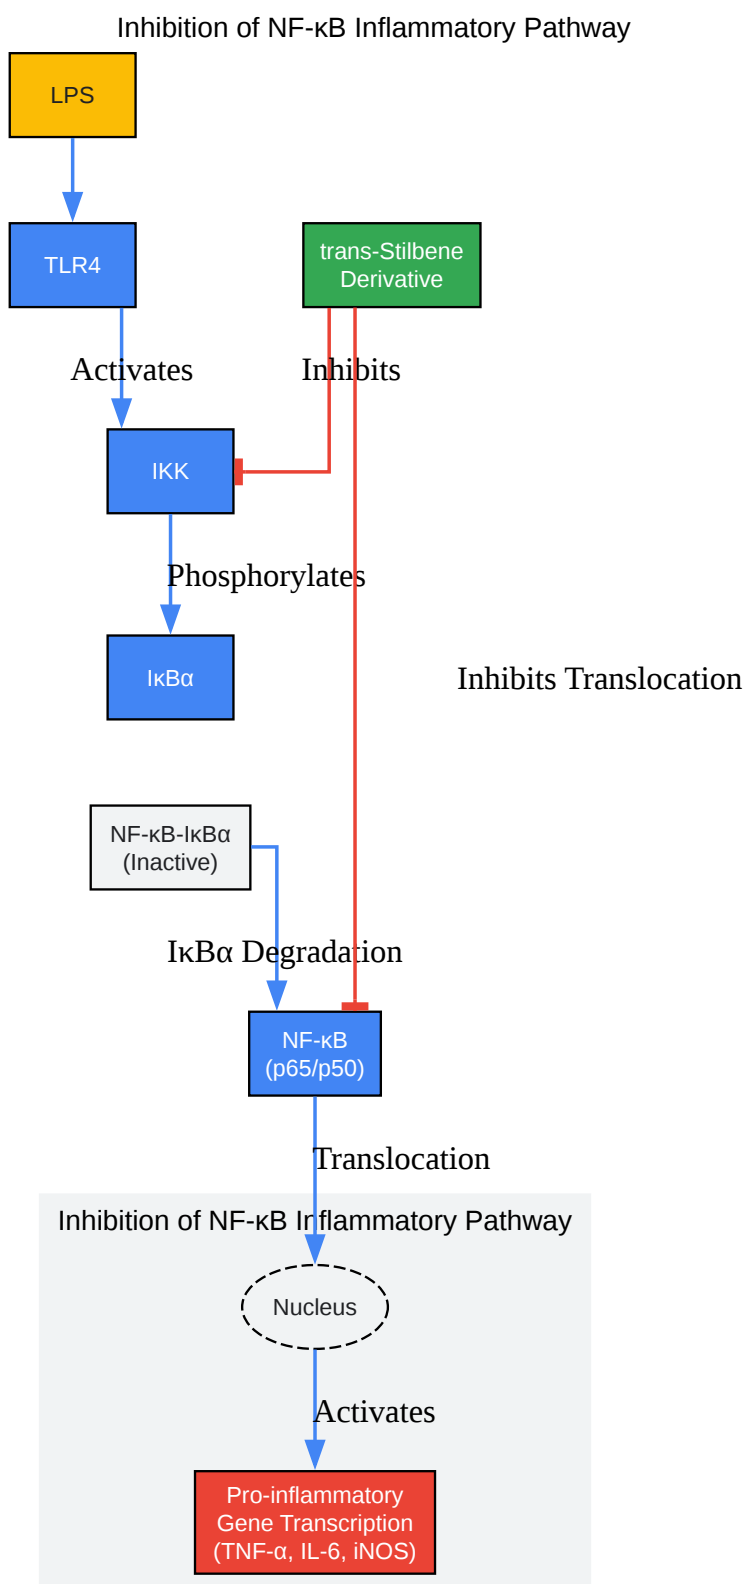 Inhibition of NF-κB Inflammatory Pathway
LPS
TLR4
trans-Stilbene
Derivative
Activates
Inhibits
IKK
Phosphorylates
IκBα
Inhibits Translocation
NF-κB-IκBα
(Inactive)
IκBα Degradation
NF-κB
(p65/p50)
Translocation
Inhibition of NF-κB Inflammatory Pathway
Nucleus
Activates
Pro-inflammatory
Gene Transcription
(TNF-α, IL-6, iNOS)